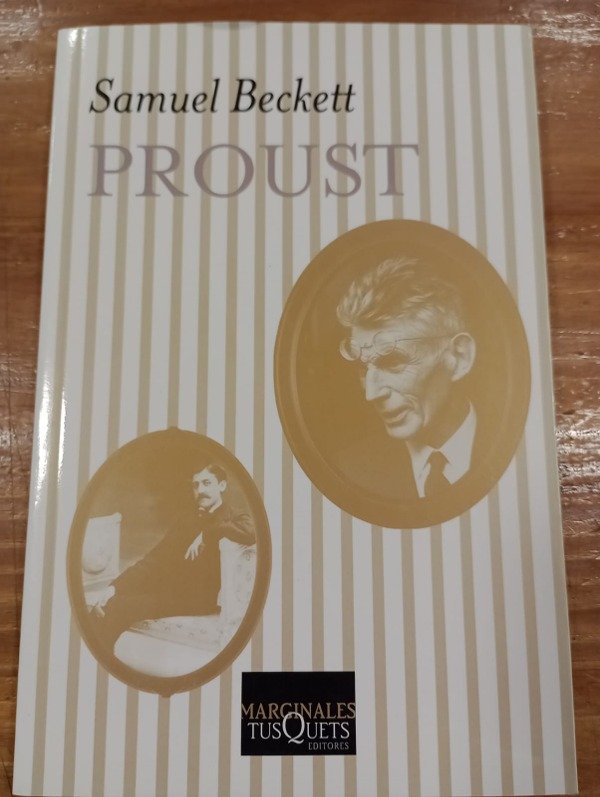 Samuel Beckett
PROUST
MARGINALES
TUSQUETS
EDITORES